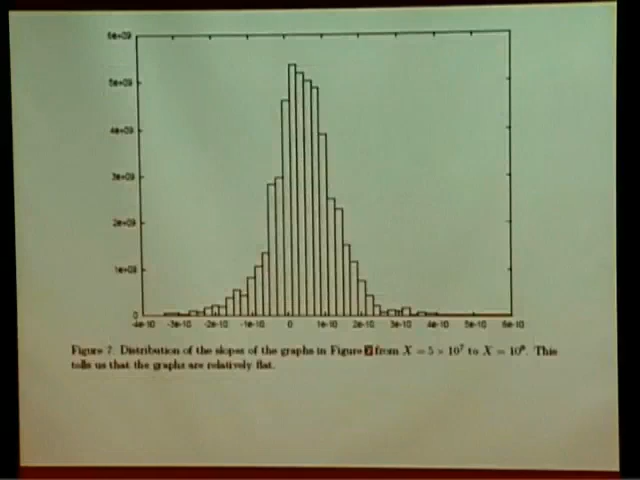 6e+09
5e+09
4e+09
3e+09
2e+09
1e+09
0
-4e-10 -3e-10 -2e-10 -1e-10 0 1e-10 2e-10 3e-10 4e-10 5e-10 6e-10
Figure 7: Distribution of the slopes of the graphs in Figure from X = 5 × 10⁷ to X = 10⁸. This
tells us that the graphs are relatively flat.